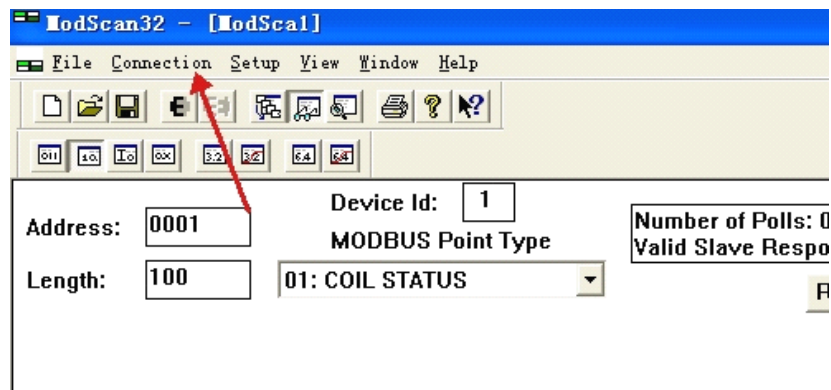 ModScan32 - [ModSca1]
File Connection Setup View Window Help
Address: 0001
Device Id: 1
MODBUS Point Type
Length: 100
01: COIL STATUS
Number of Polls: 0
Valid Slave Respo
R